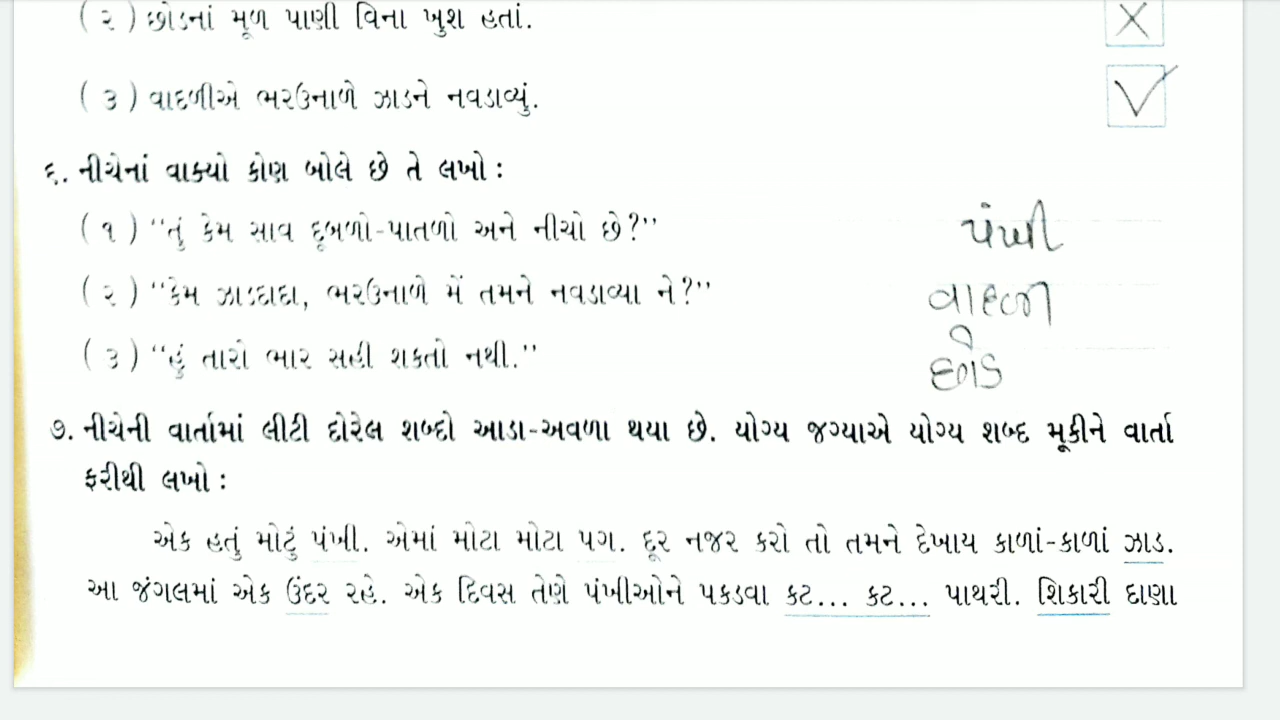 (૨) છોડનાં મૂળ પાણી વિના ખુશ હતાં. ×
(૩) વાદળીએ ભરઉનાળે ઝાડને નવડાવ્યું. ✓
૬. નીચેનાં વાક્યો કોણ બોલે છે તે લખો :
(૧) “તું કેમ સાવ દૂબળો-પાતળો અને નીચો છે?” પંખી
(૨) “કેમ ઝાડદાદા, ભરઉનાળે મેં તમને નવડાવ્યા ને?” વાદળ
(૩) “હું તારો ભાર સહી શકતો નથી.” છોડ
૭. નીચેની વાર્તામાં લીટી દોરેલ શબ્દો આડા-અવળા થયા છે. યોગ્ય જગ્યાએ યોગ્ય શબ્દ મૂકીને વાર્તા
ફરીથી લખો :
એક હતું મોટું પંખી. એમાં મોટા મોટા પગ. દૂર નજર કરો તો તમને દેખાય કાળાં-કાળાં ઝાડ.
આ જંગલમાં એક ઉંદર રહે. એક દિવસ તેણે પંખીઓને પકડવા કટ... કટ... પાથરી. શિકારી દાણા